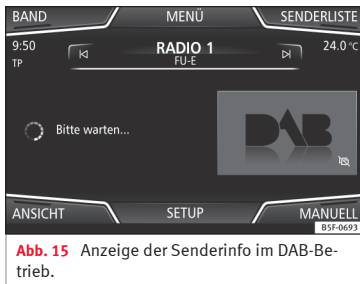 BAND MENÜ SENDERLISTE
9:50 RADIO 1 24.0 °C
TP FU-E
Bitte warten...
DAB
ANSICHT SETUP MANUELL
B5F-0693
Abb. 15 Anzeige der Senderinfo im DAB-Be-
trieb.